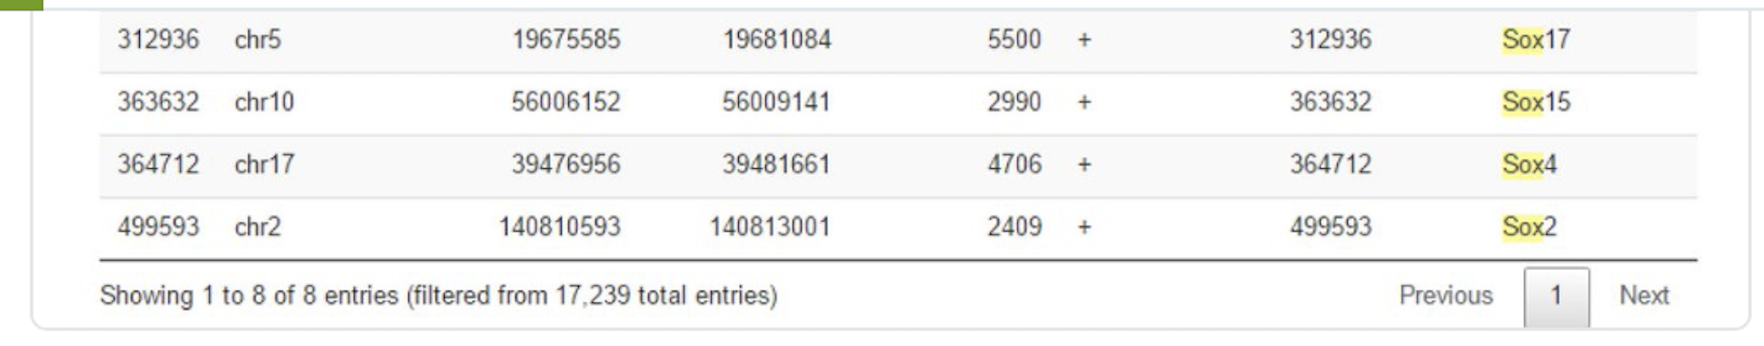 312936 chr5 19675585 19681084 5500 + 312936 Sox17
363632 chr10 56006152 56009141 2990 + 363632 Sox15
364712 chr17 39476956 39481661 4706 + 364712 Sox4
499593 chr2 140810593 140813001 2409 + 499593 Sox2
Showing 1 to 8 of 8 entries (filtered from 17,239 total entries) Previous 1 Next